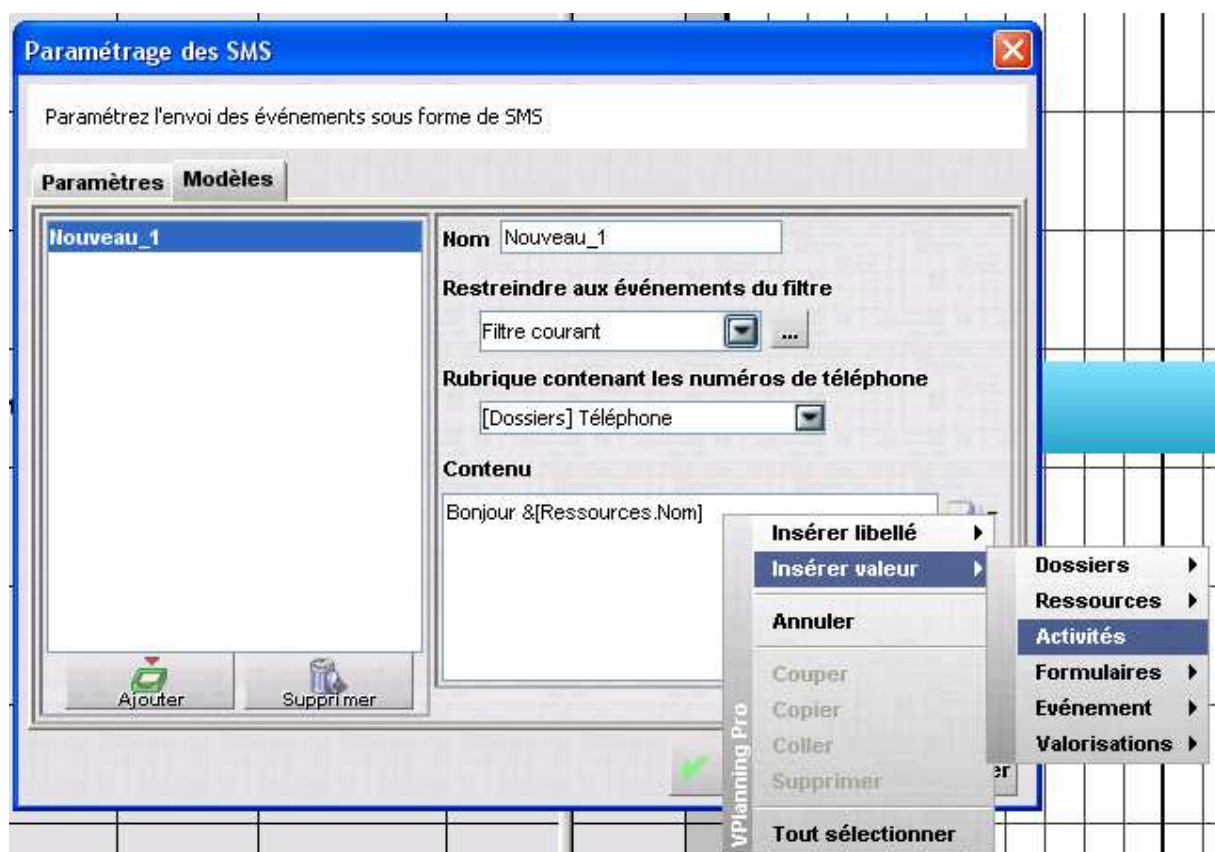 Paramétrage des SMS
Paramétrez l'envoi des événements sous forme de SMS
Paramètres Modèles
Nouveau_1
Nom Nouveau_1
Restreindre aux événements du filtre
Filtre courant ...
Rubrique contenant les numéros de téléphone
[Dossiers] Téléphone
Contenu
Bonjour &[Ressources.Nom]
Insérer libellé
Insérer valeur
Annuler
Couper
Copier
Coller
Supprimer
Tout sélectionner
VPlanning Pro
Dossiers
Ressources
Activités
Formulaires
Evénement
Valorisations
Ajouter Supprimer
er